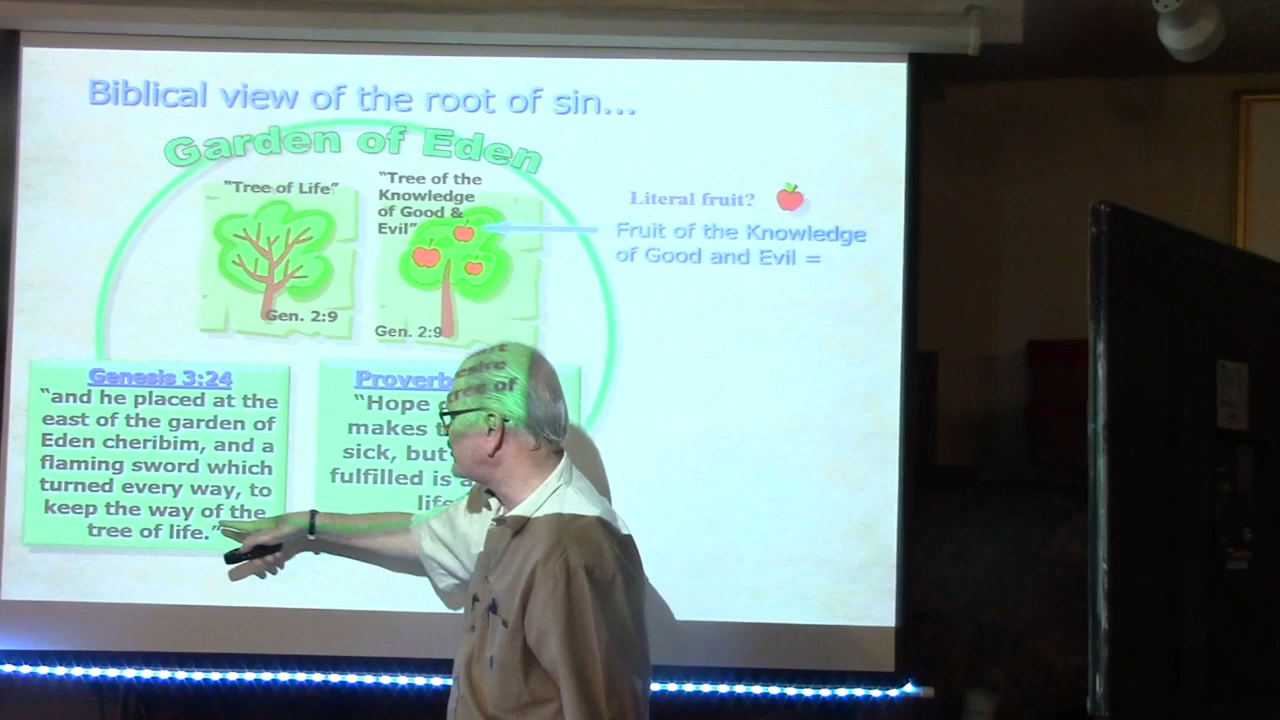 Biblical view of the root of sin...
Garden of Eden
"Tree of Life"
Gen. 2:9
"Tree of the
Knowledge
of Good &
Evil"
Gen. 2:9
Literal fruit?
Fruit of the Knowledge
of Good and Evil =
Genesis 3:24
"and he placed at the
east of the garden of
Eden cheribim, and a
flaming sword which
turned every way, to
keep the way of the
tree of life."
"Hope
makes
sick, but
fulfilled is
tree of